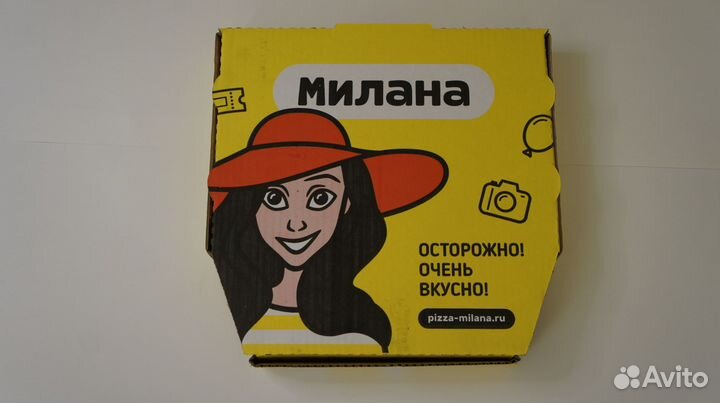 Милана
ОСТОРОЖНО!
ОЧЕНЬ
ВКУСНО!
pizza-milana.ru
Avito